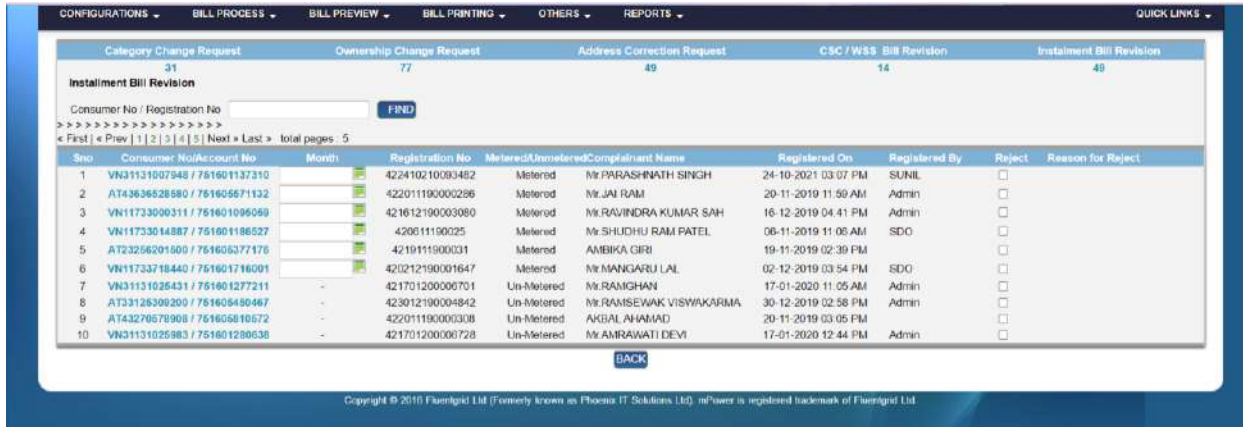 CONFIGURATIONS BILL PROCESS BILL PREVIEW BILL PRINTING OTHERS REPORTS QUICK LINKS
Category Change Request Ownership Change Request Address Correction Request CSC / WSS Bill Revision Instalment Bill Revision
31 77 49 14 49
Installment Bill Revision
Consumer No / Registration No FIND
> > > > > > > > > > > > > > > > > >
« First | « Prev | 1 | 2 | 3 | 4 | 5 | Next » Last » total pages : 5
Sno Consumer No/Account No Month Registration No Metered/Unmetered Complainant Name Registered On Registered By Reject Reason for Reject
1 VN31131007948 / 751601137310 422410210093482 Metered Mr.PARASHNATH SINGH 24-10-2021 03:07 PM SUNIL
2 AT43636528580 / 751605571132 422011190000286 Metered Mr.JAI RAM 20-11-2019 11:59 AM Admin
3 VN11733000311 / 751601095059 421612190003080 Metered Mr.RAVINDRA KUMAR SAH 16-12-2019 04:41 PM Admin
4 VN11733014887 / 751601186527 420611190025 Metered Mr.SHUDHU RAM PATEL 06-11-2019 11:06 AM SDO
5 AT23256201500 / 751605377176 4219111900031 Metered AMBIKA GIRI 19-11-2019 02:39 PM
6 VN11733718440 / 751601716001 420212190001647 Metered Mr.MANGARU LAL 02-12-2019 03:54 PM SDO
7 VN31131025431 / 751601277211 - 421701200006701 Un-Metered Mr.RAMGHAN 17-01-2020 11:05 AM Admin
8 AT33125309200 / 751605450467 - 423012190004842 Un-Metered Mr.RAMSEWAK VISWAKARMA 30-12-2019 02:58 PM Admin
9 AT43270578908 / 751605810572 - 422011190000308 Un-Metered AKBAL AHAMAD 20-11-2019 03:05 PM
10 VN31131025983 / 751601280638 - 421701200006728 Un-Metered Mr.AMRAWATI DEVI 17-01-2020 12:44 PM Admin
BACK
Copyright © 2016 Fluentgrid Ltd (Formerly known as Phoenix IT Solutions Ltd). mPower is registered trademark of Fluentgrid Ltd.